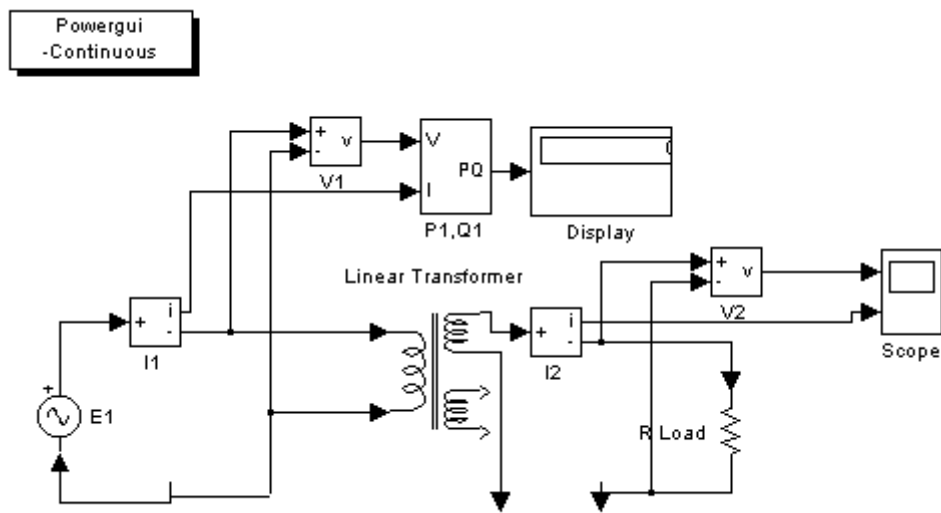 Powergui
-Continuous
+
-
v
V1
V
I
PQ
P1,Q1
Display
Linear Transformer
+
-
v
V2
Scope
+
i
-
I1
+
i
-
I2
+
E1
R Load